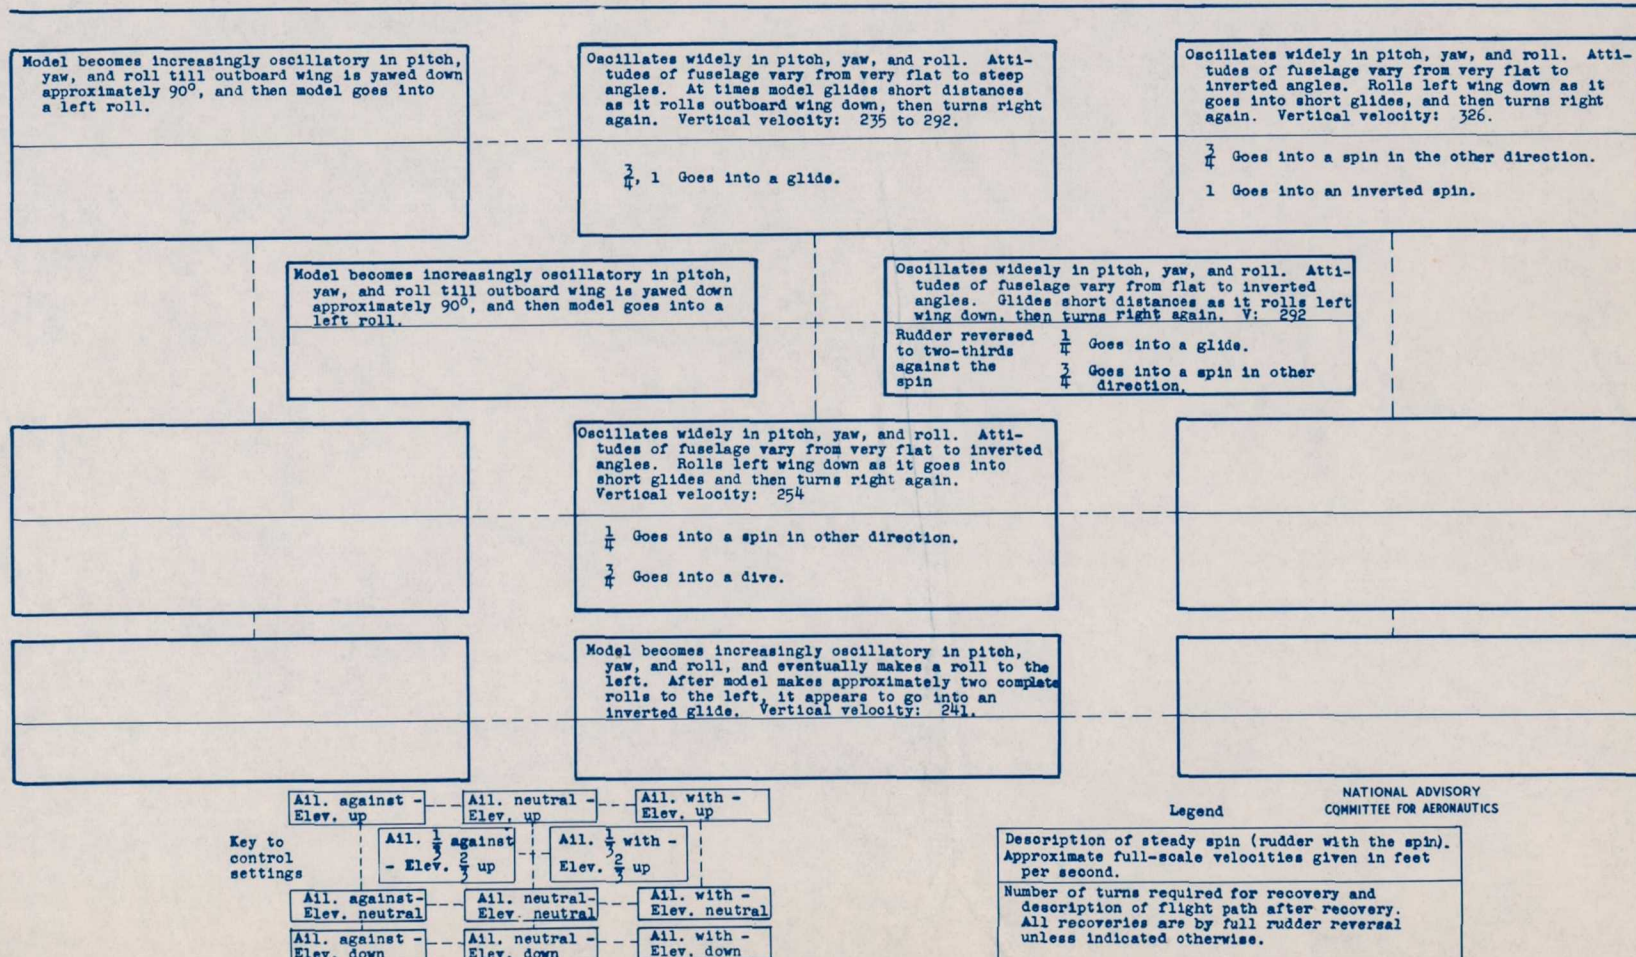 Model becomes increasingly oscillatory in pitch,
yaw, and roll till outboard wing is yawed down
approximately 90°, and then model goes into
a left roll.
Oscillates widely in pitch, yaw, and roll. Atti-
tudes of fuselage vary from very flat to steep
angles. At times model glides short distances
as it rolls outboard wing down, then turns right
again. Vertical velocity: 235 to 292.
3/4, 1 Goes into a glide.
Oscillates widely in pitch, yaw, and roll. Atti-
tudes of fuselage vary from very flat to
inverted angles. Rolls left wing down as it
goes into short glides, and then turns right
again. Vertical velocity: 326.
3/4 Goes into a spin in the other direction.
1 Goes into an inverted spin.
Model becomes increasingly oscillatory in pitch,
yaw, and roll till outboard wing is yawed down
approximately 90°, and then model goes into a
left roll.
Oscillates widesly in pitch, yaw, and roll. Atti-
tudes of fuselage vary from flat to inverted
angles. Glides short distances as it rolls left
wing down, then turns right again. V: 292
Rudder reversed
to two-thirds
against the
spin
1/4 Goes into a glide.
3/4 Goes into a spin in other
direction.
Oscillates widely in pitch, yaw, and roll. Atti-
tudes of fuselage vary from very flat to inverted
angles. Rolls left wing down as it goes into
short glides and then turns right again.
Vertical velocity: 254
1/4 Goes into a spin in other direction.
3/4 Goes into a dive.
Model becomes increasingly oscillatory in pitch,
yaw, and roll, and eventually makes a roll to the
left. After model makes approximately two complete
rolls to the left, it appears to go into an
inverted glide. Vertical velocity: 241.
Key to
control
settings
Ail. against -
Elev. up
Ail. neutral -
Elev. up
Ail. with -
Elev. up
Ail. 1/3 against
- Elev. 2/3 up
Ail. 1/3 with -
Elev. 2/3 up
Ail. against-
Elev. neutral
Ail. neutral-
Elev. neutral
Ail. with -
Elev. neutral
Ail. against -
Elev. down
Ail. neutral -
Elev. down
Ail. with -
Elev. down
NATIONAL ADVISORY
COMMITTEE FOR AERONAUTICS
Legend
Description of steady spin (rudder with the spin).
Approximate full-scale velocities given in feet
per second.
Number of turns required for recovery and
description of flight path after recovery.
All recoveries are by full rudder reversal
unless indicated otherwise.